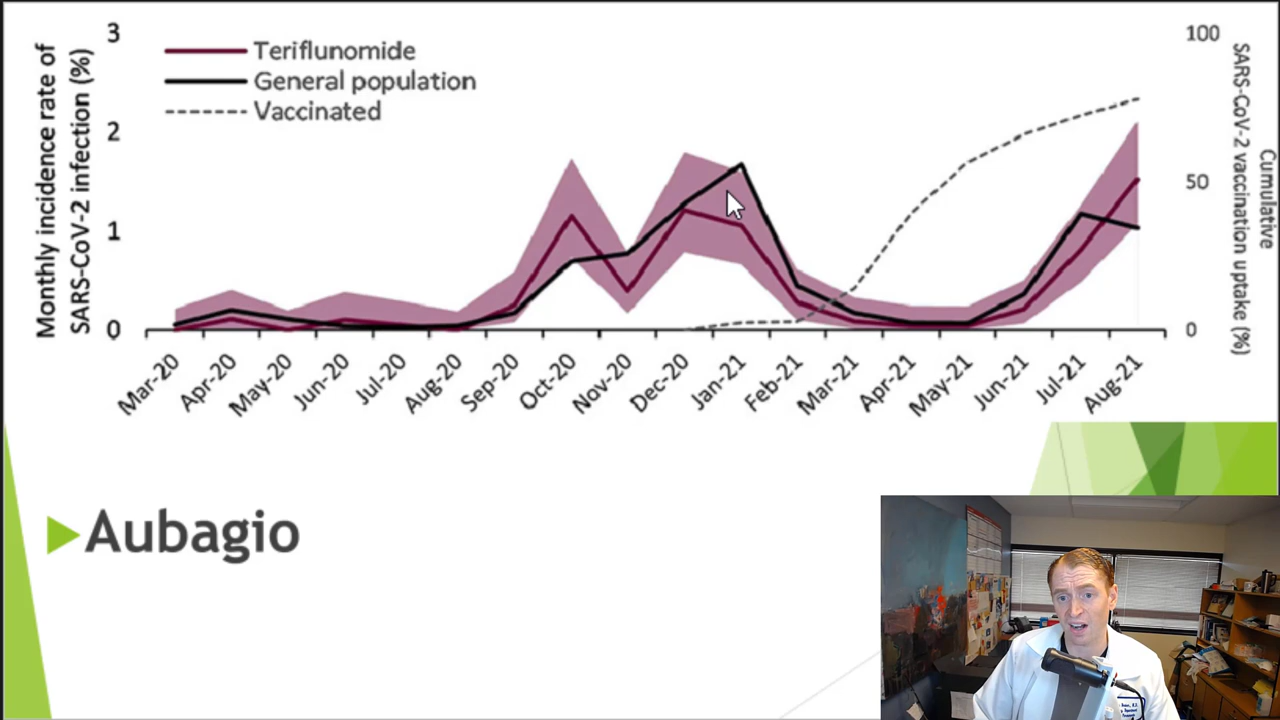 Monthly incidence rate of
SARS-CoV-2 infection (%)
3
2
1
0
Teriflunomide
General population
Vaccinated
100
50
0
Cumulative
SARS-CoV-2 vaccination uptake (%)
Mar-20
Apr-20
May-20
Jun-20
Jul-20
Aug-20
Sep-20
Oct-20
Nov-20
Dec-20
Jan-21
Feb-21
Mar-21
Apr-21
May-21
Jun-21
Jul-21
Aug-21
Aubagio